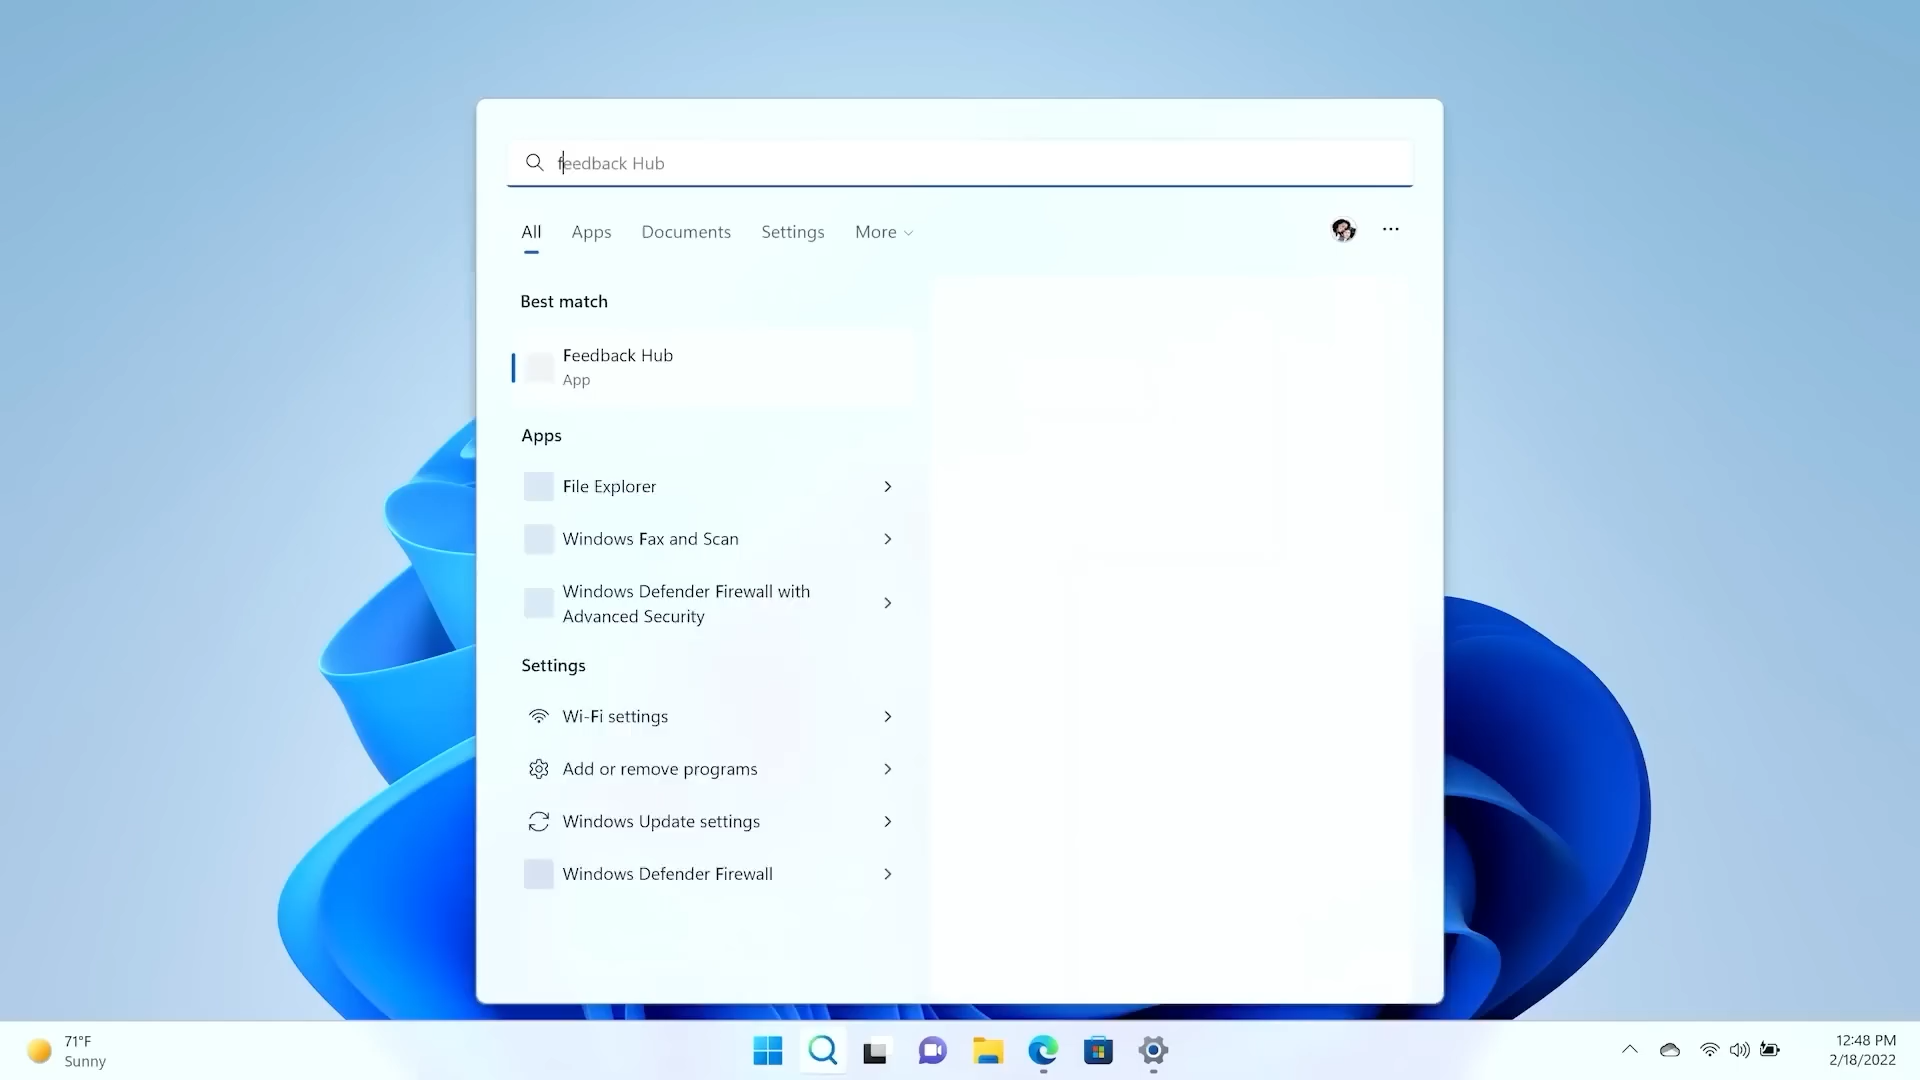 feedback Hub
All Apps Documents Settings More
Best match
Feedback Hub
App
Apps
File Explorer
Windows Fax and Scan
Windows Defender Firewall with
Advanced Security
Settings
Wi-Fi settings
Add or remove programs
Windows Update settings
Windows Defender Firewall
71°F
Sunny
12:48 PM
2/18/2022